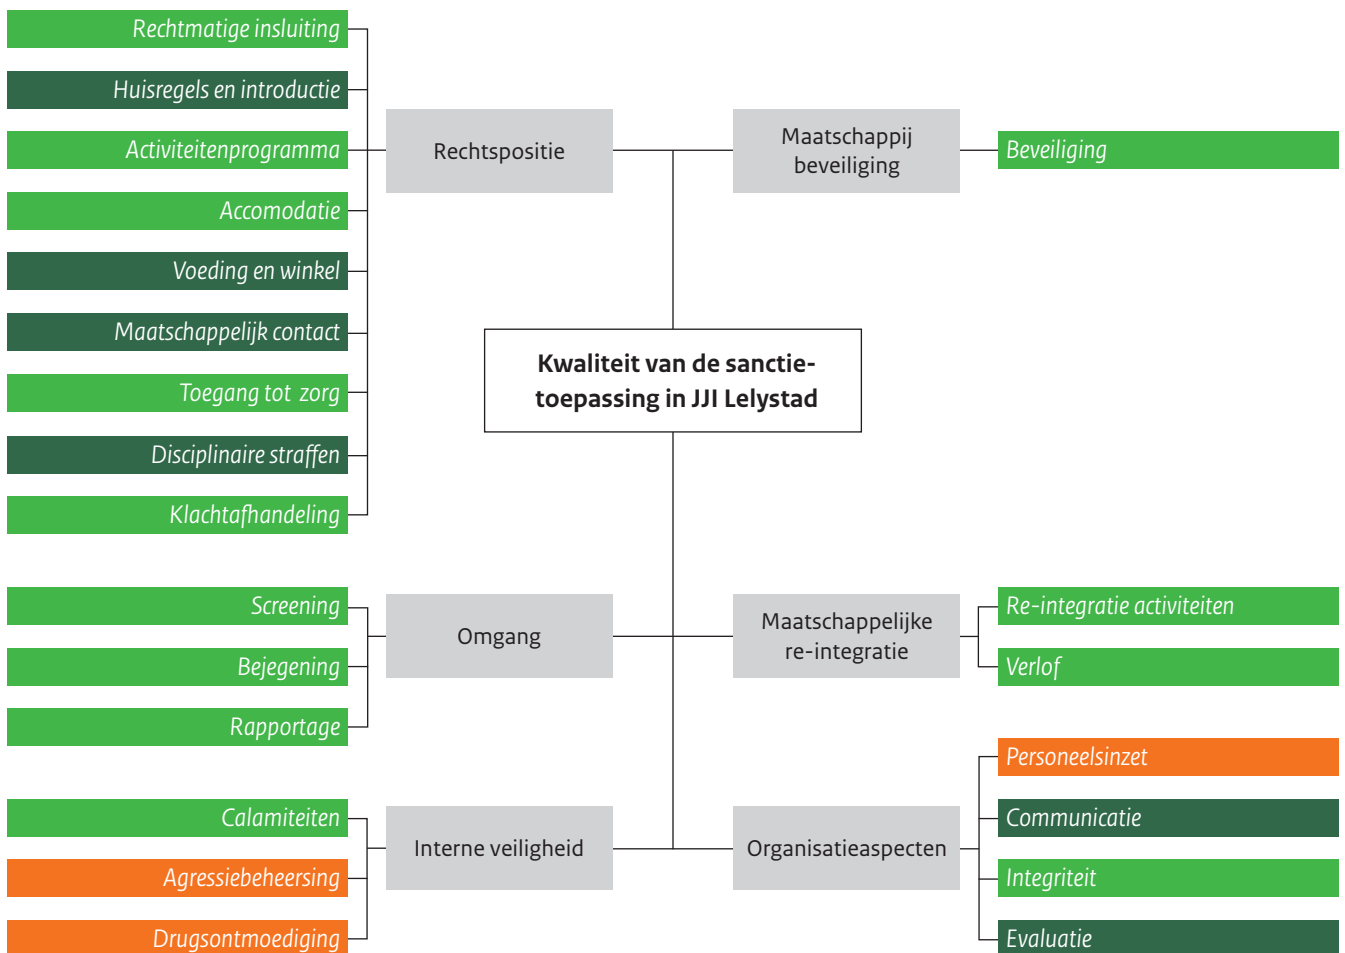 Rechtmatige insluiting
Huisregels en introductie
Activiteitenprogramma
Accomodatie
Voeding en winkel
Maatschappelijk contact
Toegang tot  zorg
Disciplinaire straffen
Klachtafhandeling
Rechtspositie
Maatschappij
beveiliging
Beveiliging
Kwaliteit van de sanctie-
toepassing in JJI Lelystad
Screening
Bejegening
Rapportage
Omgang
Maatschappelijke
re-integratie
Re-integratie activiteiten
Verlof
Calamiteiten
Agressiebeheersing
Drugsontmoediging
Interne veiligheid
Organisatieaspecten
Personeelsinzet
Communicatie
Integriteit
Evaluatie